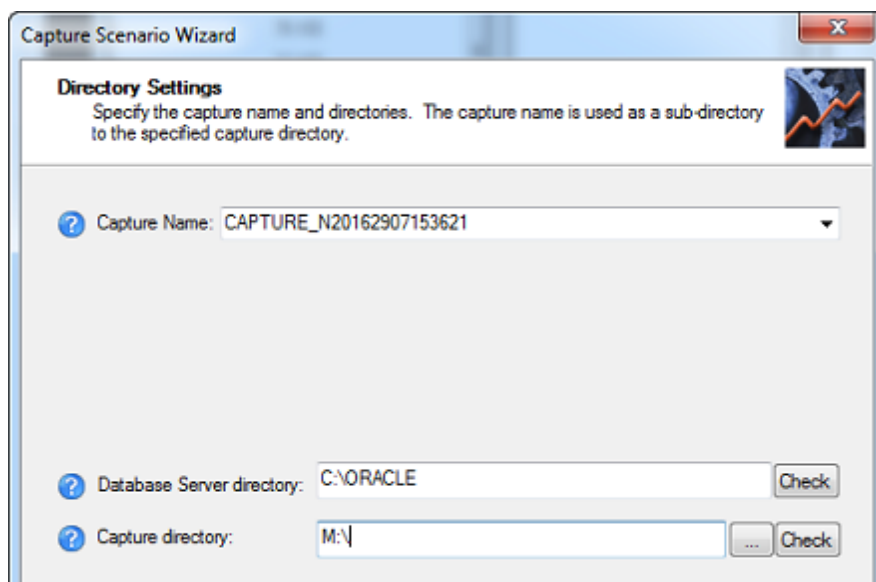 Capture Scenario Wizard
Directory Settings
Specify the capture name and directories. The capture name is used as a sub-directory
to the specified capture directory.
Capture Name: CAPTURE_N20162907153621
Database Server directory: C:\ORACLE Check
Capture directory: M:\ ... Check